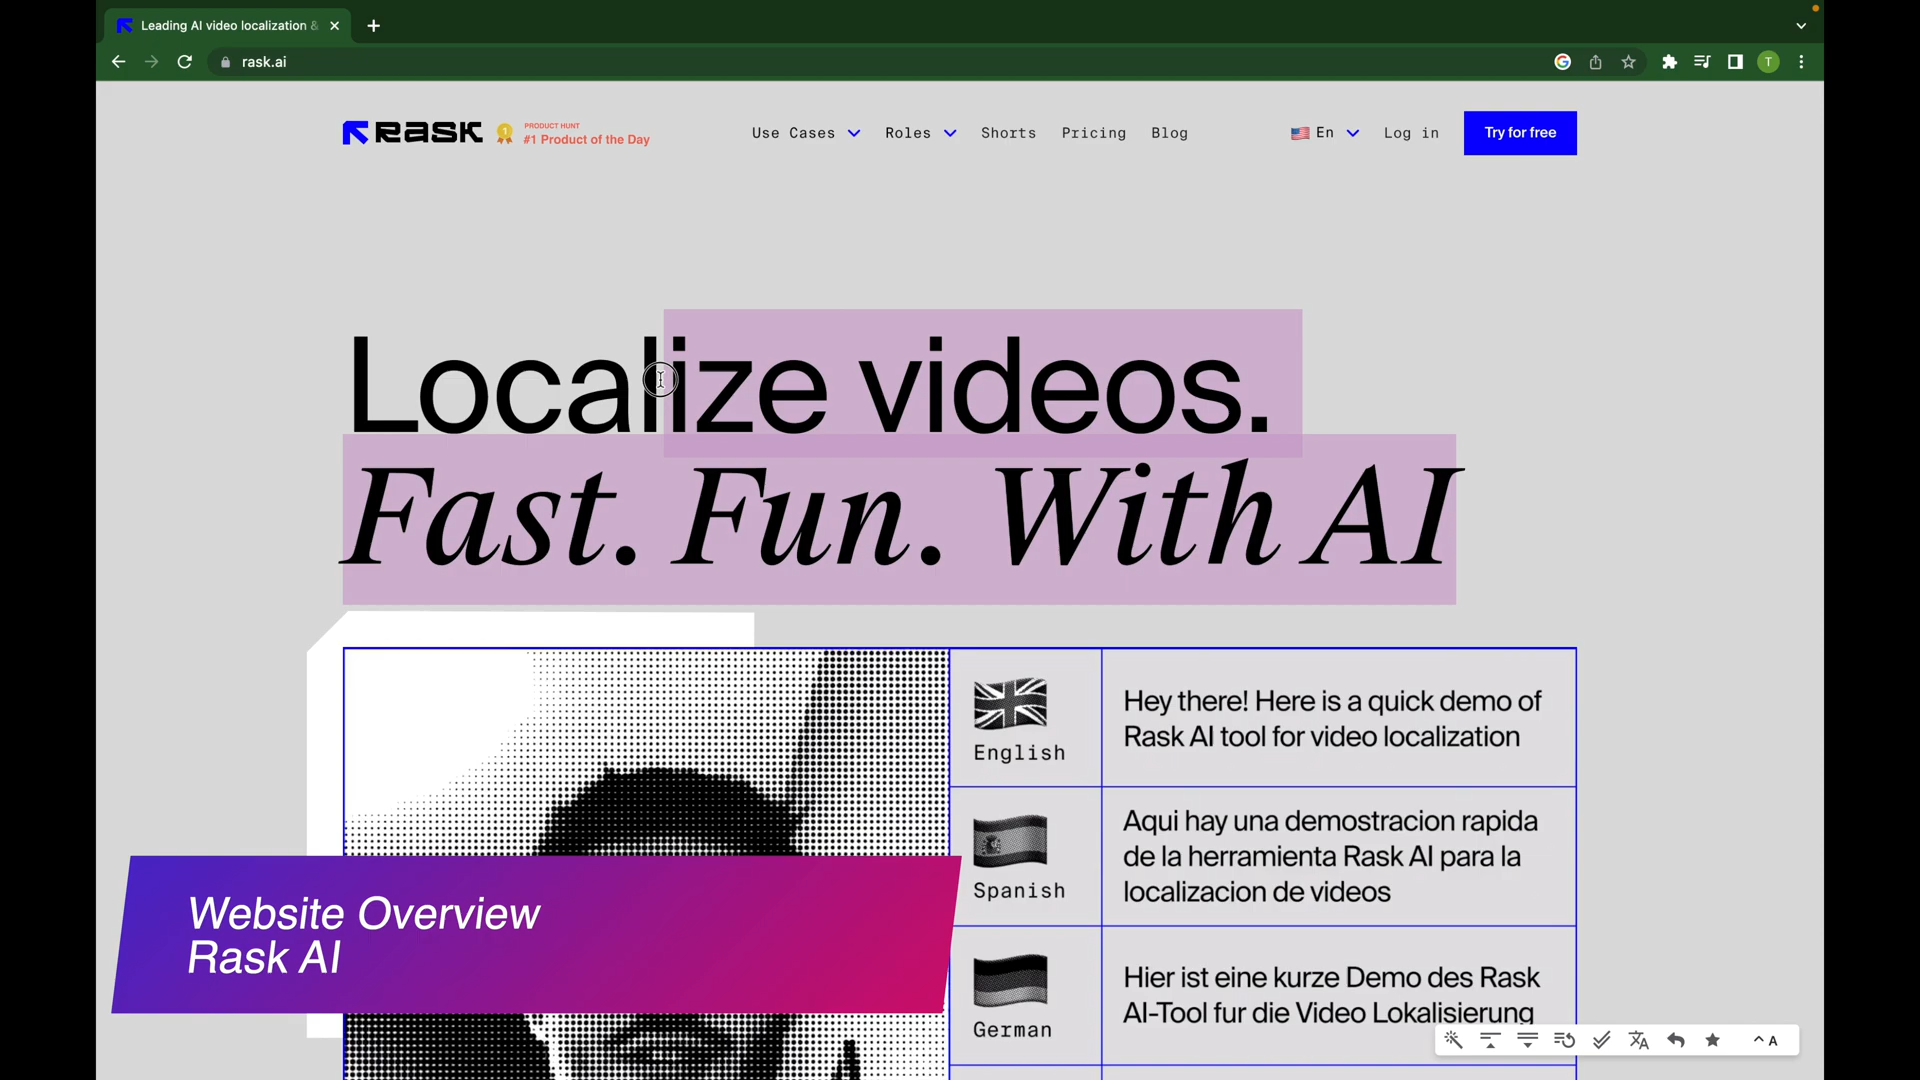 Leading AI video localization &
rask.ai
T
RASK
1
PRODUCT HUNT
#1 Product of the Day
Use Cases
Roles
Shorts
Pricing
Blog
En
Log in
Try for free
Localize videos.
Fast. Fun. With AI
English
Hey there! Here is a quick demo of
Rask AI tool for video localization
Spanish
Aqui hay una demostracion rapida
de la herramienta Rask AI para la
localizacion de videos
German
Hier ist eine kurze Demo des Rask
AI-Tool fur die Video Lokalisierung
Website Overview
Rask AI
A